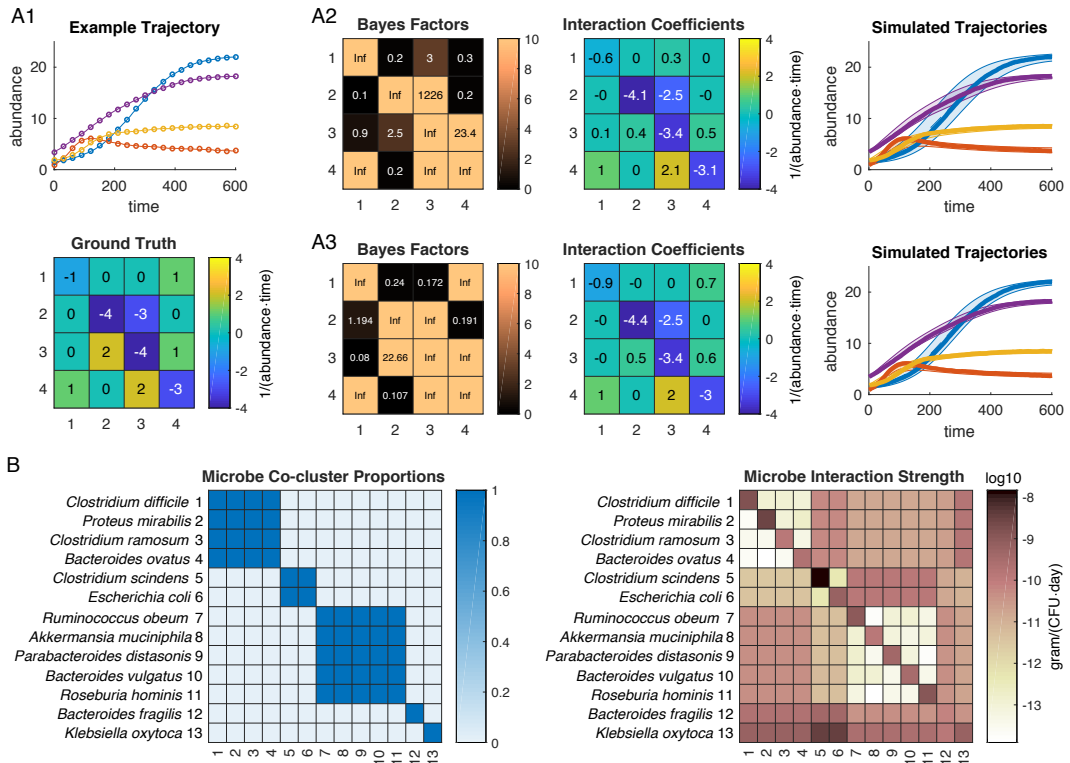 A1
Example Trajectory
abundance
20
10
0
0 200 400 600
time
Ground Truth
1 -1 0 0 1
2 0 -4 -3 0
3 0 2 -4 1
4 1 0 2 -3
1 2 3 4
4
2
0
-2
-4
1/(abundance·time)
A2
Bayes Factors
1 Inf 0.2 3 0.3
2 0.1 Inf 1226 0.2
3 0.9 2.5 Inf 23.4
4 Inf 0.2 Inf Inf
1 2 3 4
10
8
6
4
2
0
Interaction Coefficients
1 -0.6 0 0.3 0
2 -0 -4.1 -2.5 -0
3 0.1 0.4 -3.4 0.5
4 1 0 2.1 -3.1
1 2 3 4
4
2
0
-2
-4
1/(abundance·time)
Simulated Trajectories
abundance
20
10
0
0 200 400 600
time
A3
Bayes Factors
1 Inf 0.24 0.172 Inf
2 1.194 Inf Inf 0.191
3 0.08 22.66 Inf Inf
4 Inf 0.107 Inf Inf
1 2 3 4
10
8
6
4
2
0
Interaction Coefficients
1 -0.9 -0 0 0.7
2 -0 -4.4 -2.5 0
3 -0 0.5 -3.4 0.6
4 1 0 2 -3
1 2 3 4
4
2
0
-2
-4
1/(abundance·time)
Simulated Trajectories
abundance
20
10
0
0 200 400 600
time
B
Microbe Co-cluster Proportions
Clostridium difficile 1
Proteus mirabilis 2
Clostridium ramosum 3
Bacteroides ovatus 4
Clostridium scindens 5
Escherichia coli 6
Ruminococcus obeum 7
Akkermansia muciniphila 8
Parabacteroides distasonis 9
Bacteroides vulgatus 10
Roseburia hominis 11
Bacteroides fragilis 12
Klebsiella oxytoca 13
1 2 3 4 5 6 7 8 9 10 11 12 13
1
0.8
0.6
0.4
0.2
0
Microbe Interaction Strength
Clostridium difficile 1
Proteus mirabilis 2
Clostridium ramosum 3
Bacteroides ovatus 4
Clostridium scindens 5
Escherichia coli 6
Ruminococcus obeum 7
Akkermansia muciniphila 8
Parabacteroides distasonis 9
Bacteroides vulgatus 10
Roseburia hominis 11
Bacteroides fragilis 12
Klebsiella oxytoca 13
1 2 3 4 5 6 7 8 9 10 11 12 13
log10
-8
-9
-10
-11
-12
-13
gram/(CFU·day)